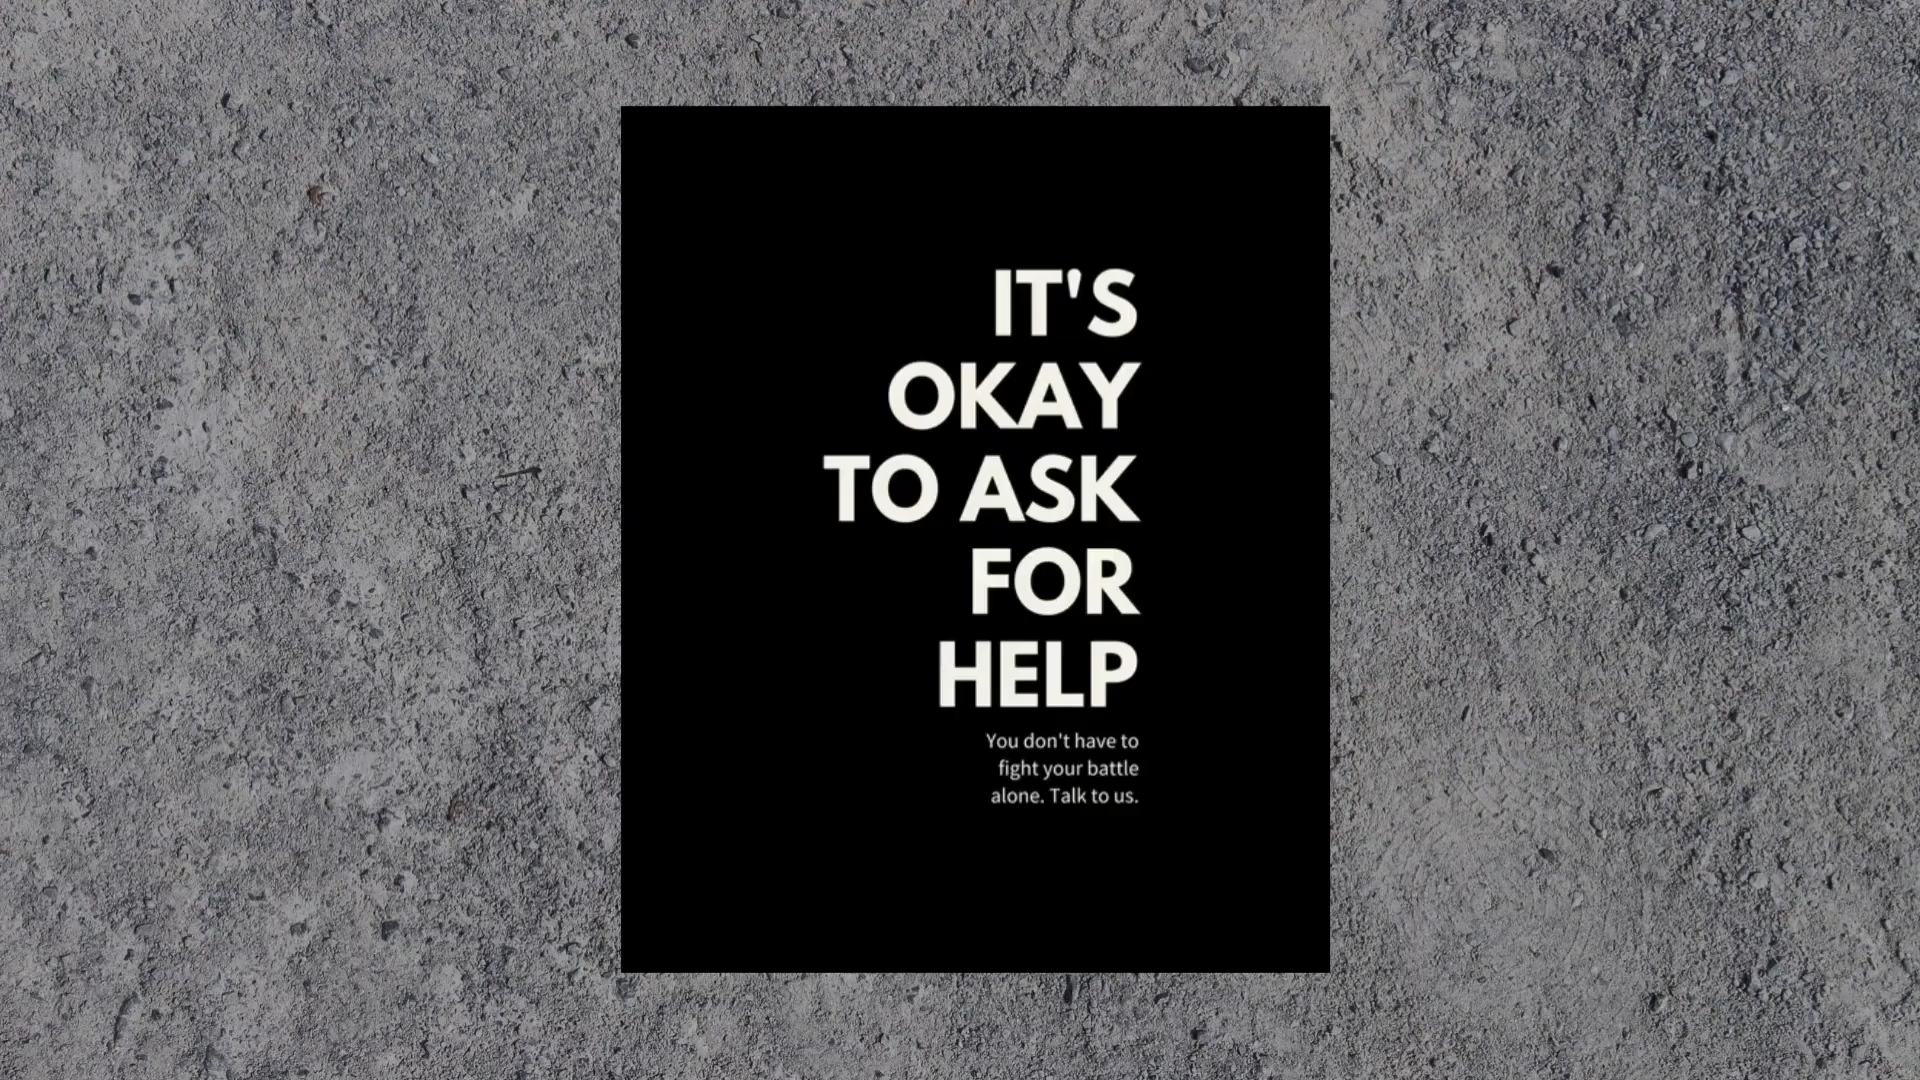 IT'S
OKAY
TO ASK
FOR
HELP
You don't have to
fight your battle
alone. Talk to us.